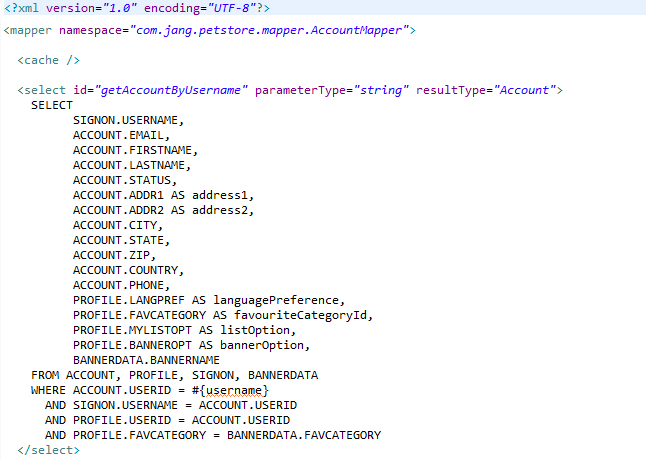 <?xml version="1.0" encoding="UTF-8"?>
<mapper namespace="com.jang.petstore.mapper.AccountMapper">
<cache />
<select id="getAccountByUsername" parameterType="string" resultType="Account">
SELECT
SIGNON.USERNAME,
ACCOUNT.EMAIL,
ACCOUNT.FIRSTNAME,
ACCOUNT.LASTNAME,
ACCOUNT.STATUS,
ACCOUNT.ADDR1 AS address1,
ACCOUNT.ADDR2 AS address2,
ACCOUNT.CITY,
ACCOUNT.STATE,
ACCOUNT.ZIP,
ACCOUNT.COUNTRY,
ACCOUNT.PHONE,
PROFILE.LANGPREF AS languagePreference,
PROFILE.FAVCATEGORY AS favouriteCategoryId,
PROFILE.MYLISTOPT AS listOption,
PROFILE.BANNEROPT AS bannerOption,
BANNERDATA.BANNERNAME
FROM ACCOUNT, PROFILE, SIGNON, BANNERDATA
WHERE ACCOUNT.USERID = #{username}
AND SIGNON.USERNAME = ACCOUNT.USERID
AND PROFILE.USERID = ACCOUNT.USERID
AND PROFILE.FAVCATEGORY = BANNERDATA.FAVCATEGORY
</select>